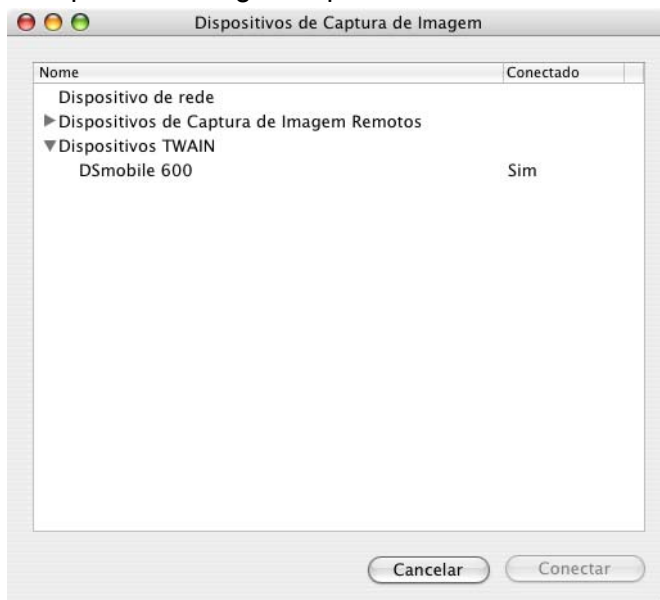 Dispositivos de Captura de Imagem
Nome Conectado
Dispositivo de rede
Dispositivos de Captura de Imagem Remotos
Dispositivos TWAIN
DSmobile 600 Sim
Cancelar Conectar